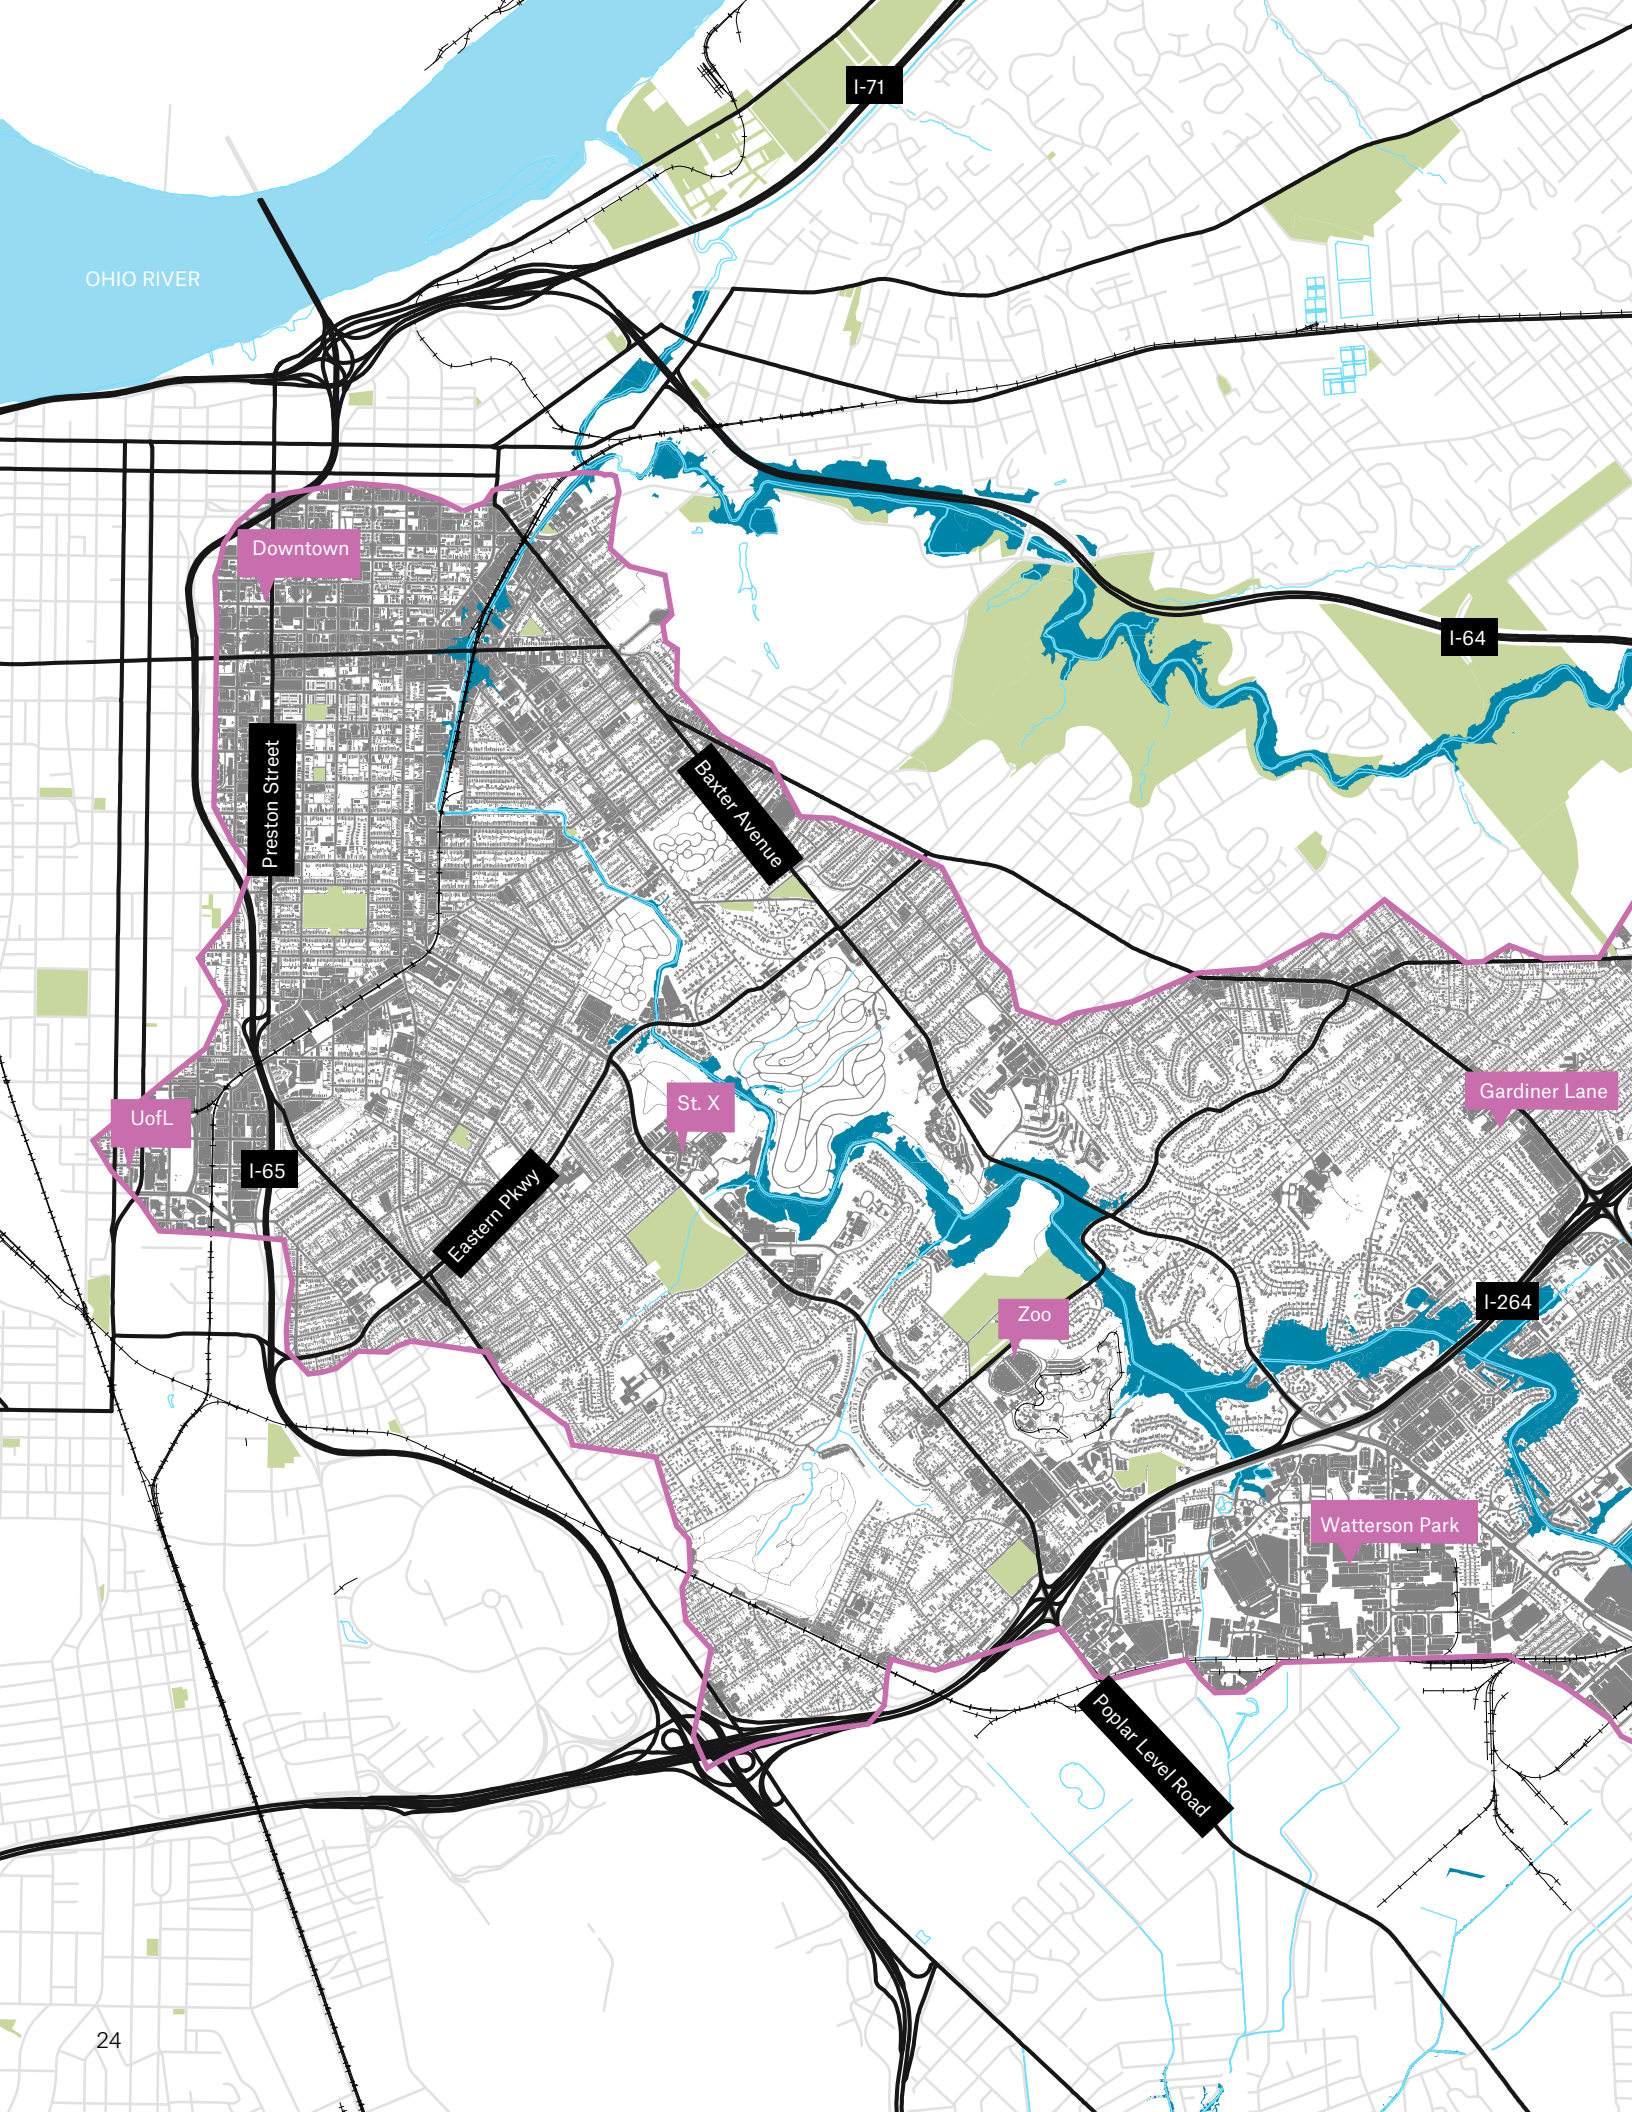 I-71
OHIO RIVER
Downtown
I-64
Preston Street
Baxter Avenue
Gardiner Lane
St. X
UofL
I-65
Eastern Pkwy
I-264
Zoo
Watterson Park
Poplar Level Road
24